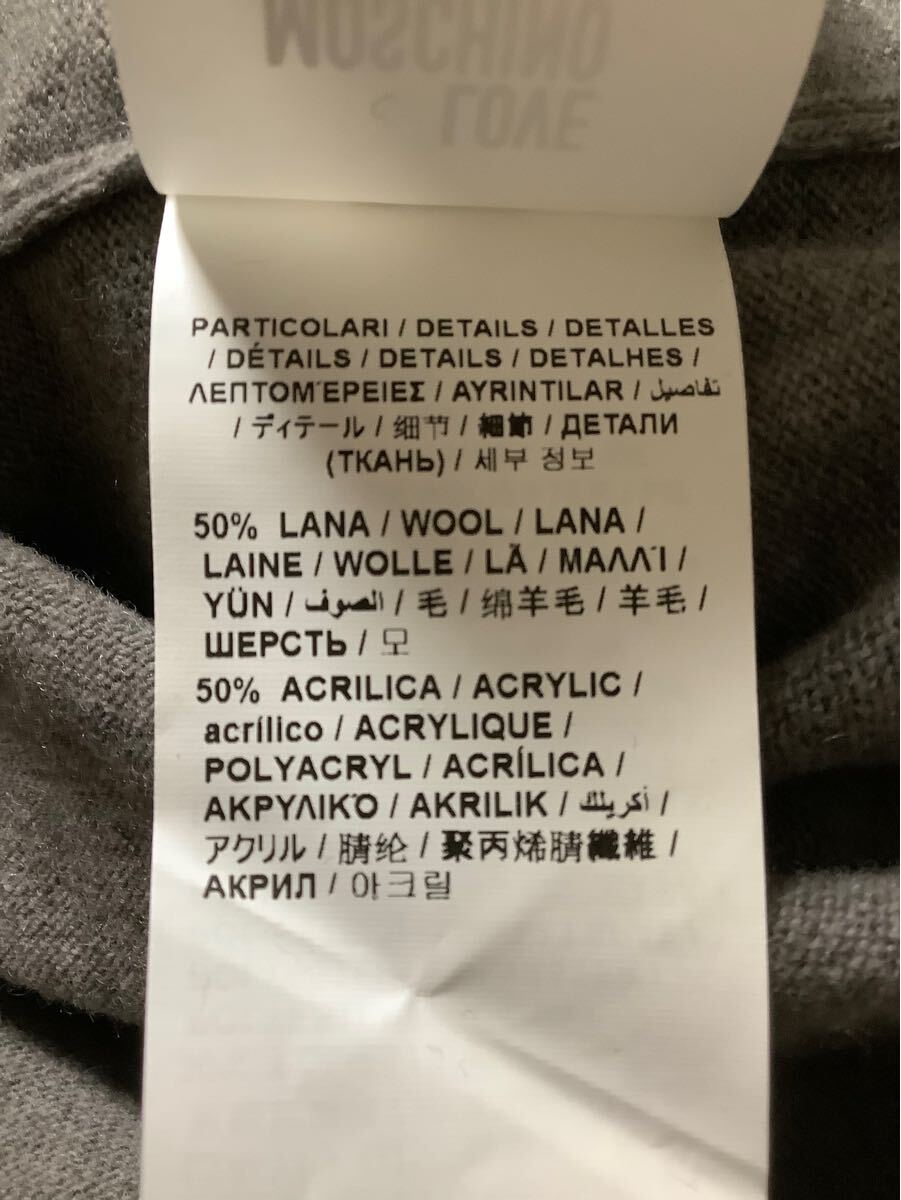 MOSCHINO
LOVE
PARTICOLARI / DETAILS / DETALLES
/ DÉTAILS / DETAILS / DETALHES /
ΛΕΠΤΟΜΈΡΕΙΕΣ / AYRINTILAR / تفاصيل
/ ディテール / 细节 / 細節 / ДЕТАЛИ
(ТКАНЬ) / 세부 정보
50% LANA / WOOL / LANA /
LAINE / WOLLE / LÃ / ΜΑΛΛΊ /
YÜN / الصوف / 毛 / 绵羊毛 / 羊毛 /
ШЕРСТЬ / 모
50% ACRILICA / ACRYLIC /
acrílico / ACRYLIQUE /
POLYACRYL / ACRÍLICA /
ΑΚΡΥΛΙΚΌ / AKRILIK / أكريلك /
アクリル / 腈纶 / 聚丙烯腈纖維 /
АКРИЛ / 아크릴